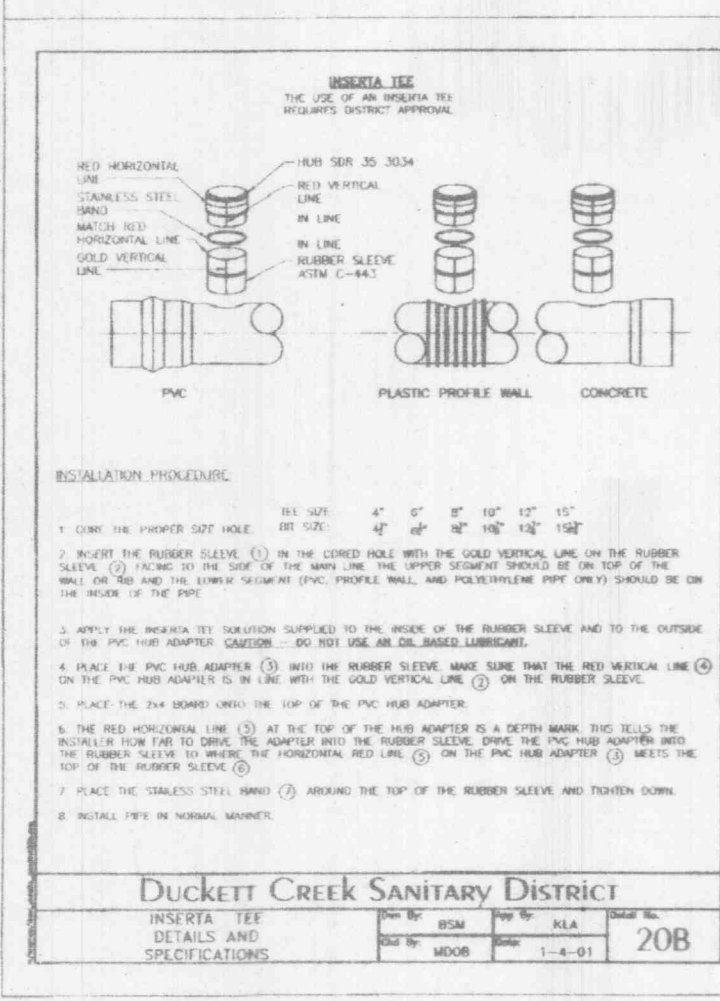 INSERTA TEE
THE USE OF AN INSERTA TEE
REQUIRES DISTRICT APPROVAL
RED HORIZONTAL
LINE
STAINLESS STEEL
BAND
MATCH RED
HORIZONTAL LINE
GOLD VERTICAL
LINE
HUB SDR 35 3034
RED VERTICAL
LINE
IN LINE
IN LINE
RUBBER SLEEVE
ASTM C-443
PVC
PLASTIC PROFILE WALL
CONCRETE
INSTALLATION PROCEDURE:
TEE SIZE: 4" 6" 8" 10" 12" 15"
1. CORE THE PROPER SIZE HOLE. BIT SIZE:
2. INSERT THE RUBBER SLEEVE (1) IN THE CORED HOLE WITH THE GOLD VERTICAL LINE ON THE RUBBER
SLEEVE (2) FACING TO THE SIDE OF THE MAIN LINE. THE UPPER SEGMENT SHOULD BE ON TOP OF THE
WALL OR RIB AND THE LOWER SEGMENT (PVC, PROFILE WALL, AND POLYETHYLENE PIPE ONLY) SHOULD BE ON
THE INSIDE OF THE PIPE
3. APPLY THE INSERTA TEE SOLUTION SUPPLIED TO THE INSIDE OF THE RUBBER SLEEVE AND TO THE OUTSIDE
OF THE PVC HUB ADAPTER. CAUTION - DO NOT USE AN OIL BASED LUBRICANT.
4. PLACE THE PVC HUB ADAPTER (3) INTO THE RUBBER SLEEVE. MAKE SURE THAT THE RED VERTICAL LINE (4)
ON THE PVC HUB ADAPTER IS IN LINE WITH THE GOLD VERTICAL LINE (2) ON THE RUBBER SLEEVE.
5. PLACE THE 2x4 BOARD ONTO THE TOP OF THE PVC HUB ADAPTER.
6. THE RED HORIZONTAL LINE (5) AT THE TOP OF THE HUB ADAPTER IS A DEPTH MARK. THIS TELLS THE
INSTALLER HOW FAR TO DRIVE THE ADAPTER INTO THE RUBBER SLEEVE. DRIVE THE PVC HUB ADAPTER INTO
THE RUBBER SLEEVE TO WHERE THE HORIZONTAL RED LINE (5) ON THE PVC HUB ADAPTER (3) MEETS THE
TOP OF THE RUBBER SLEEVE (6)
7. PLACE THE STAILESS STEEL BAND (7) AROUND THE TOP OF THE RUBBER SLEEVE AND TIGHTEN DOWN.
8. INSTALL PIPE IN NORMAL MANNER.
DUCKETT CREEK SANITARY DISTRICT
INSERTA TEE
DETAILS AND
SPECIFICATIONS
Dwn By: BSM
App By: KLA
Ckd By: MDOB
Date: 1-4-01
Detail No.
20B